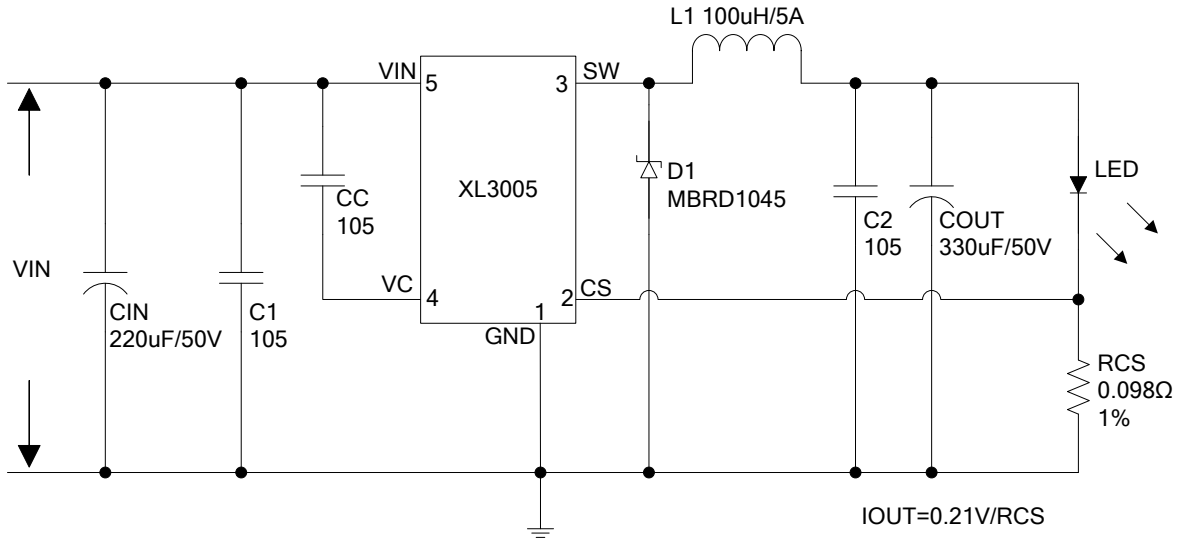 L1 100uH/5A
VIN
5
3
SW
XL3005
CC
105
D1
MBRD1045
LED
C2
105
COUT
330uF/50V
VIN
VC
4
2
CS
1
GND
CIN
220uF/50V
C1
105
RCS
0.098Ω
1%
IOUT=0.21V/RCS